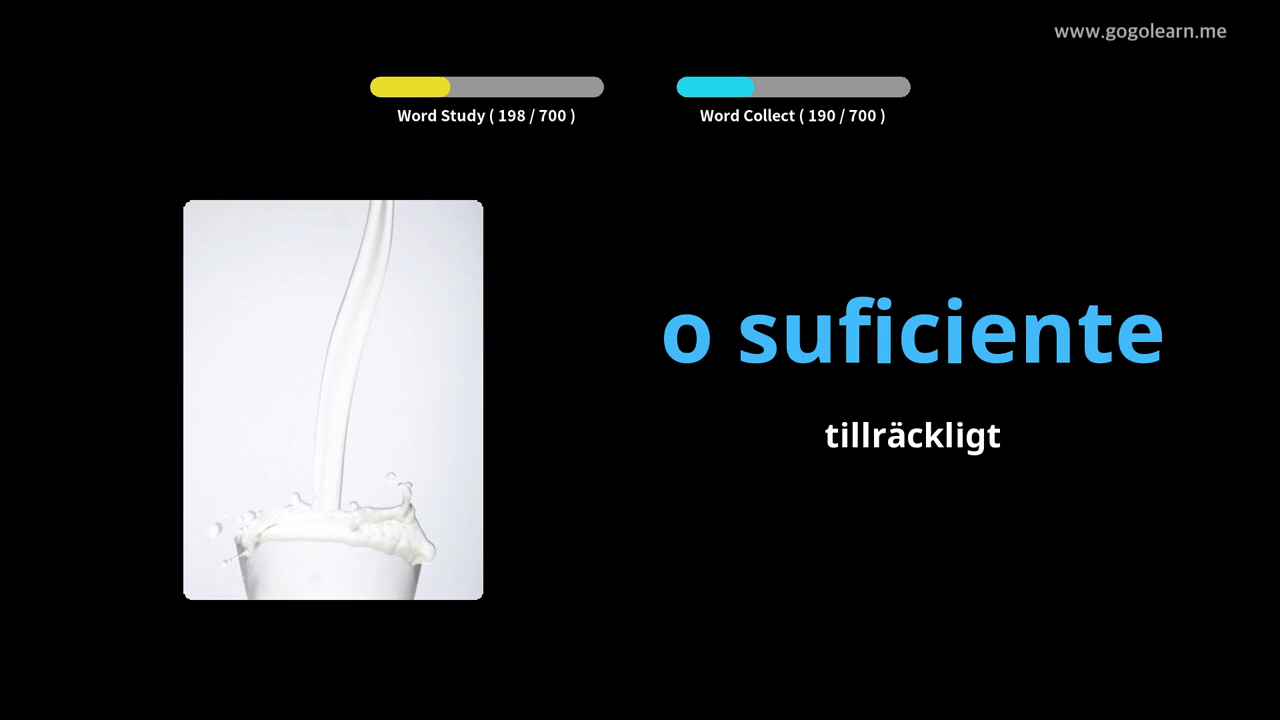 www.gogolearn.me
Word Study ( 198 / 700 )
Word Collect ( 190 / 700 )
o suficiente
tillräckligt